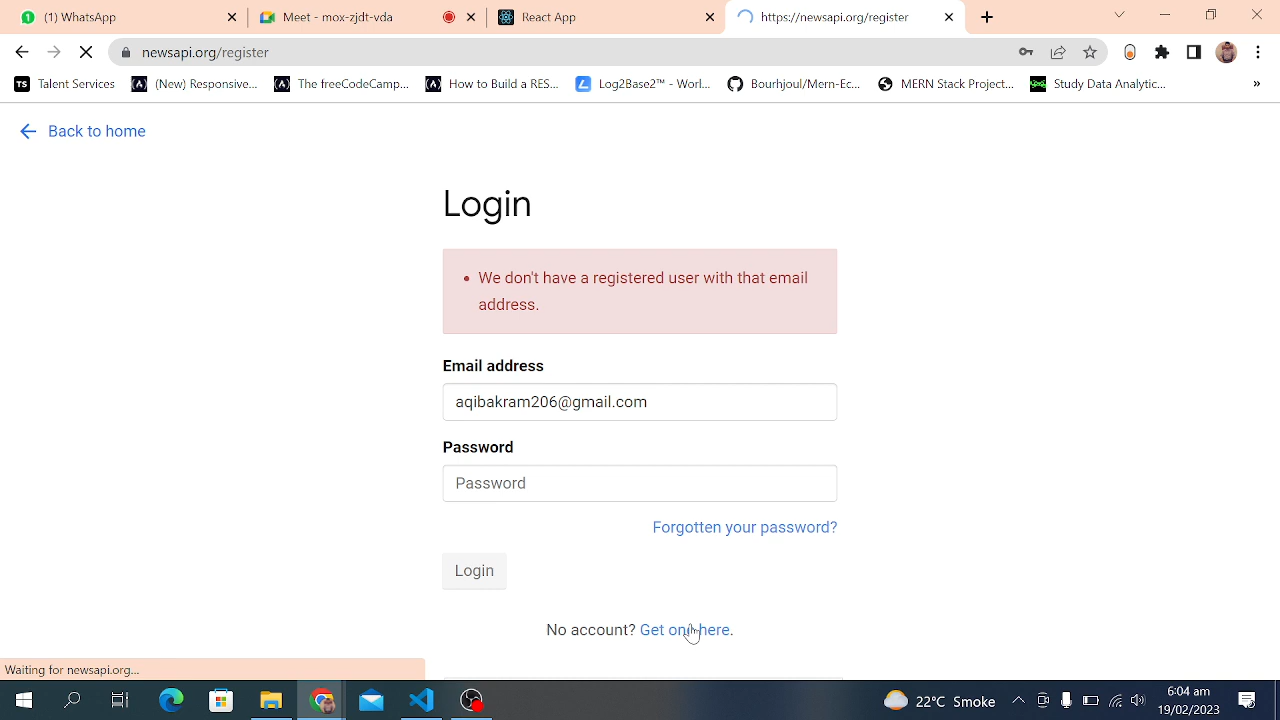 (1) WhatsApp
Meet - mox-zjdt-vda
React App
https://newsapi.org/register
newsapi.org/register
TS Talent Services
(New) Responsive...
The freeCodeCamp...
How to Build a RES...
Log2Base2™ - Worl...
Bourhjoul/Mern-Ec...
MERN Stack Project...
Study Data Analytic...
»
Back to home
Login
We don't have a registered user with that email
address.
Email address
aqibakram206@gmail.com
Password
Password
Forgotten your password?
Login
No account? Get one here.
Waiting for newsapi.org...
22°C Smoke
6:04 am
19/02/2023